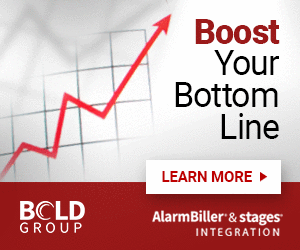 Boost
Your
Bottom
Line
LEARN MORE
BOLD
GROUP
AlarmBiller® & stages®
INTEGRATION